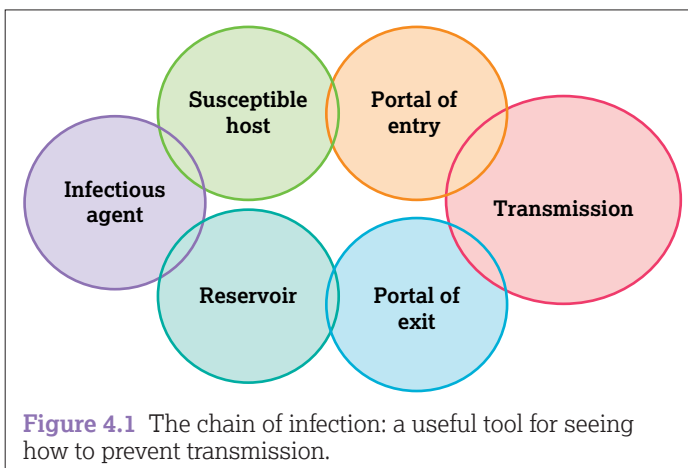 Susceptible
host
Portal of
entry
Infectious
agent
Transmission
Reservoir
Portal of
exit
Figure 4.1 The chain of infection: a useful tool for seeing
how to prevent transmission.